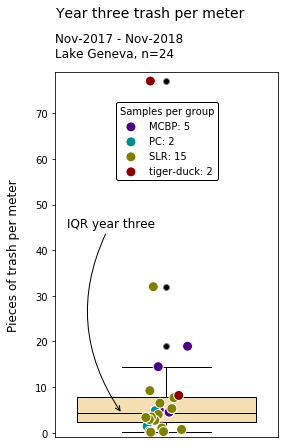 Year three trash per meter
Nov-2017 - Nov-2018
Lake Geneva, n=24
Pieces of trash per meter
70
60
50
40
30
20
10
0
Samples per group
MCBP: 5
PC: 2
SLR: 15
tiger-duck: 2
IQR year three